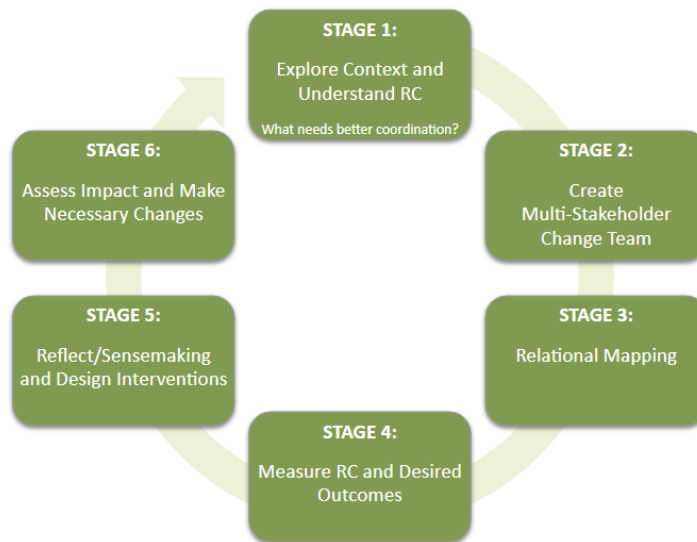 STAGE 1:
Explore Context and
Understand RC
What needs better coordination?
STAGE 2:
Create
Multi-Stakeholder
Change Team
STAGE 3:
Relational Mapping
STAGE 4:
Measure RC and Desired
Outcomes
STAGE 5:
Reflect/Sensemaking
and Design Interventions
STAGE 6:
Assess Impact and Make
Necessary Changes